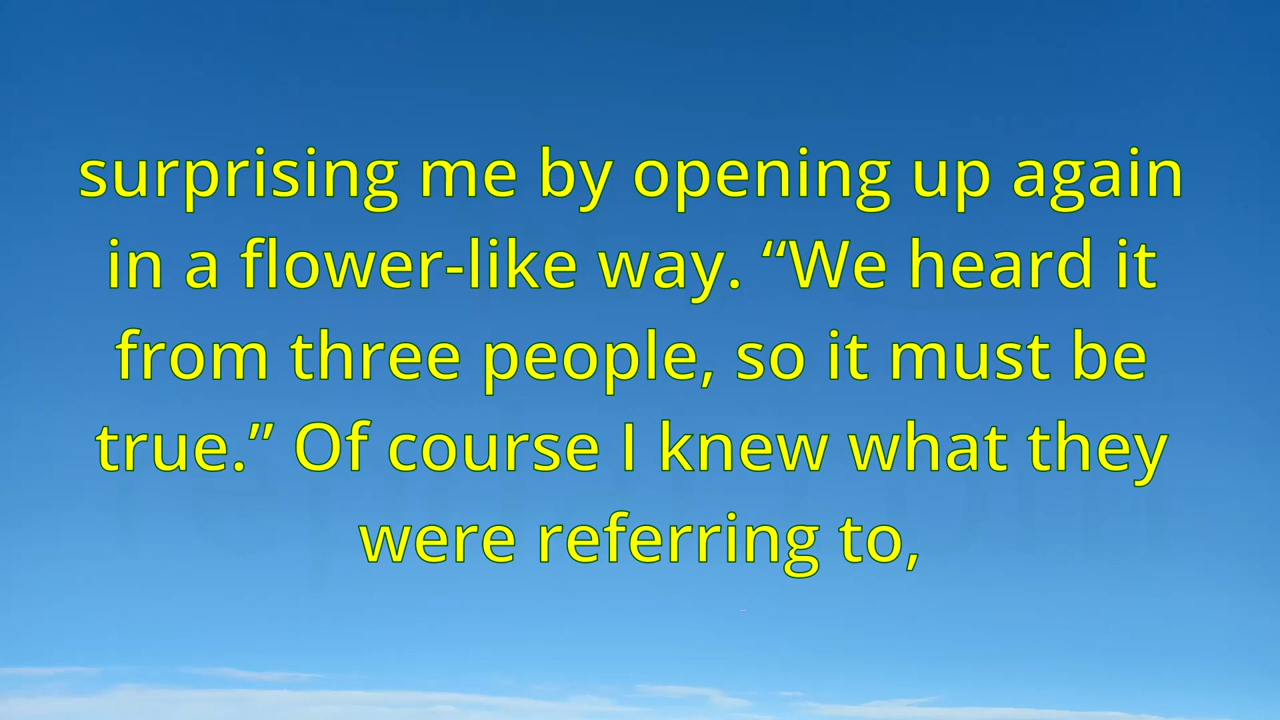 surprising me by opening up again
in a flower-like way. “We heard it
from three people, so it must be
true.” Of course I knew what they
were referring to,